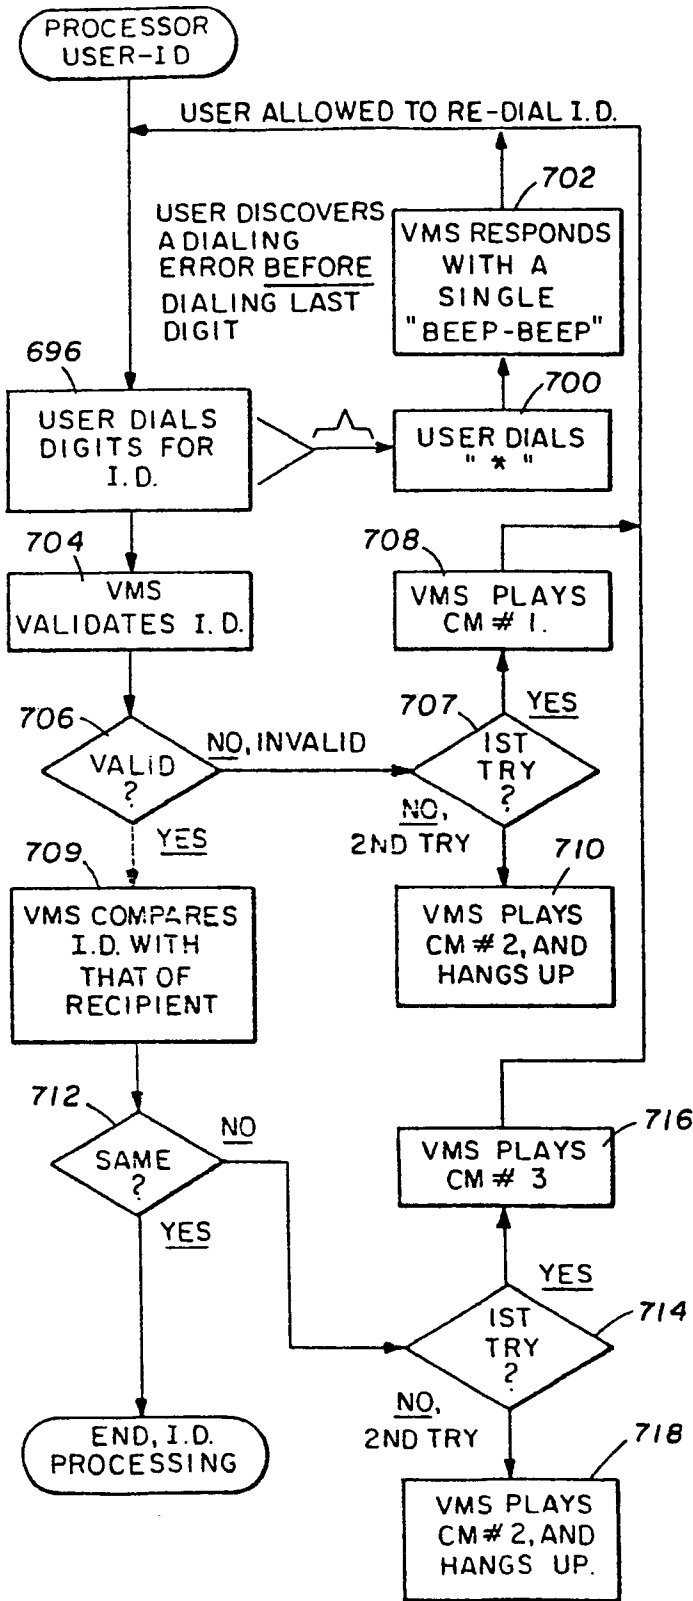 PROCESSOR
USER-ID
USER ALLOWED TO RE-DIAL I.D.
702
USER DISCOVERS
A DIALING
ERROR BEFORE
DIALING LAST
DIGIT
VMS RESPONDS
WITH A
SINGLE
"BEEP-BEEP"
696
USER DIALS
DIGITS FOR
I.D.
700
USER DIALS
"*"
704
VMS
VALIDATES I.D.
708
VMS PLAYS
CM # 1.
706
VALID
?
NO, INVALID
YES
707
1ST
TRY
?
YES
NO,
2ND TRY
709
VMS COMPARES
I.D. WITH
THAT OF
RECIPIENT
710
VMS PLAYS
CM # 2, AND
HANGS UP
712
SAME
?
NO
YES
716
VMS PLAYS
CM # 3
YES
714
1ST
TRY
?
NO,
2ND TRY
END, I.D.
PROCESSING
718
VMS PLAYS
CM # 2, AND
HANGS UP.